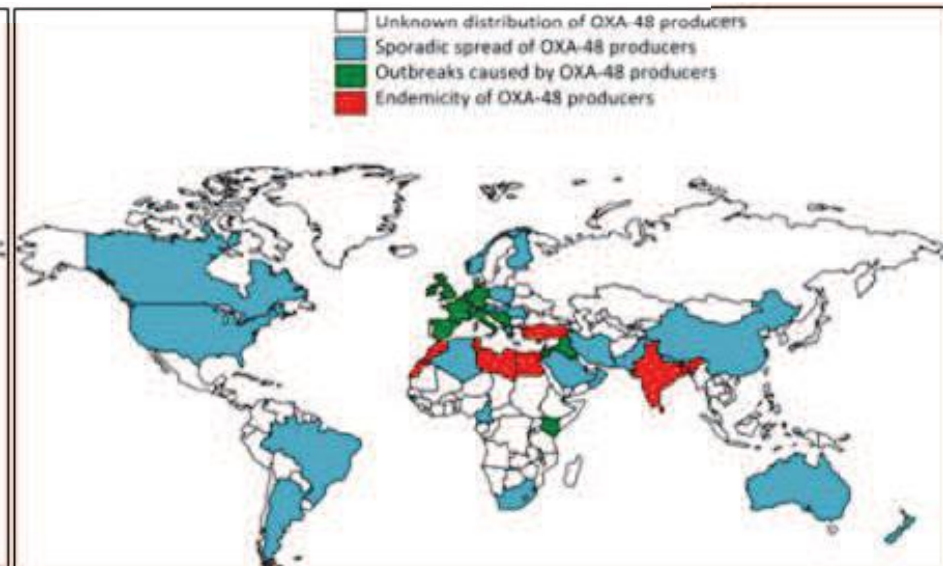 Unknown distribution of OXA-48 producers
Sporadic spread of OXA-48 producers
Outbreaks caused by OXA-48 producers
Endemicity of OXA-48 producers